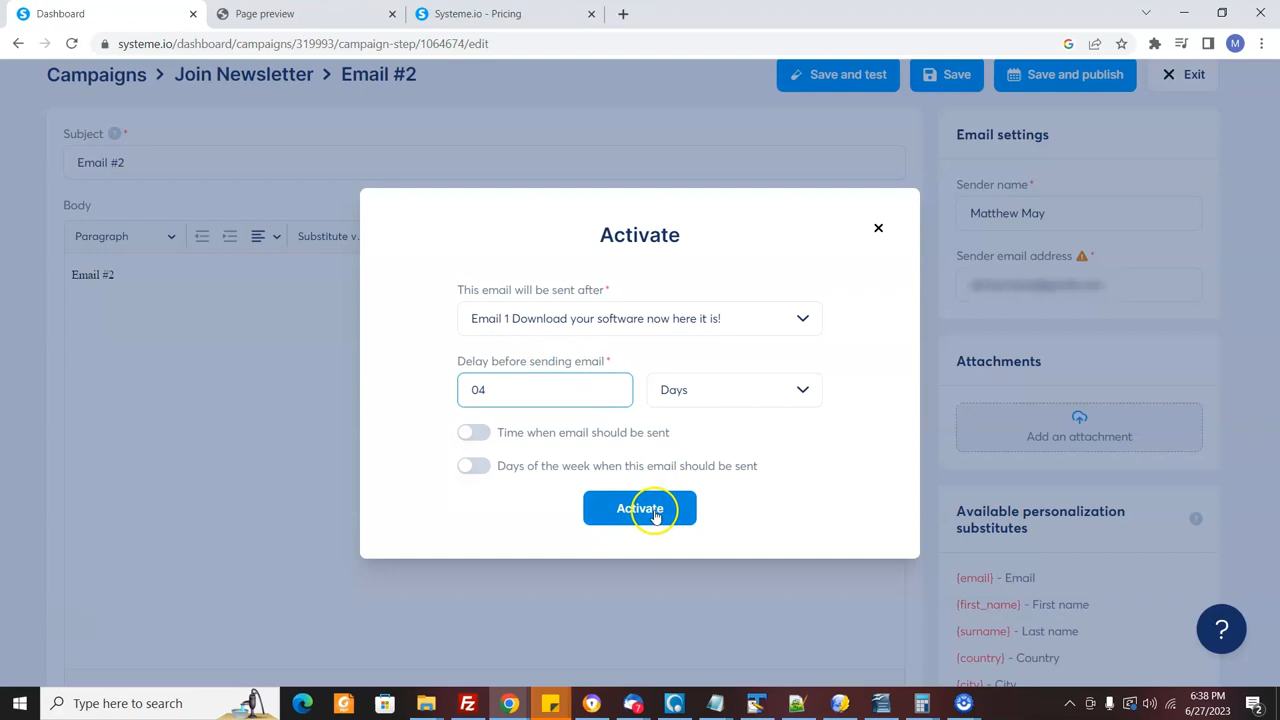 Dashboard
Page preview
Systeme.io - Pricing
systeme.io/dashboard/campaigns/319993/campaign-step/1064674/edit
M
Campaigns > Join Newsletter > Email #2
Save and test
Save
Save and publish
Exit
Subject ? *
Email #2
Body
Paragraph
Substitute v...
Email #2
Activate
This email will be sent after *
Email 1 Download your software now here it is!
Delay before sending email *
04
Days
Time when email should be sent
Days of the week when this email should be sent
Activate
Email settings
Sender name *
Matthew May
Sender email address *
Attachments
Add an attachment
Available personalization
substitutes
?
{email} - Email
{first_name} - First name
{surname} - Last name
{country} - Country
{city} - City
?
Type here to search
7
6:38 PM
6/27/2023
2